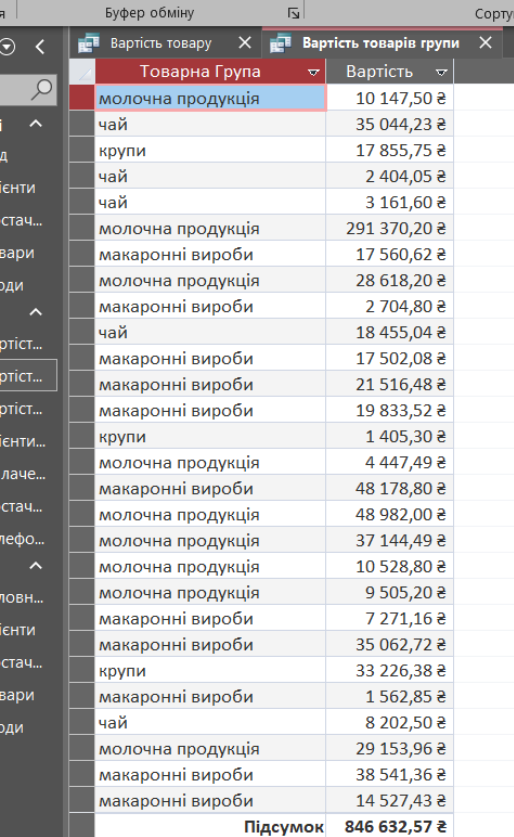 я Буфер обміну Сорту
Вартість товару Вартість товарів групи
Товарна Група Вартість
молочна продукція 10 147,50 ₴
і чай 35 044,23 ₴
д крупи 17 855,75 ₴
ієнти чай 2 404,05 ₴
чай 3 161,60 ₴
стач... молочна продукція 291 370,20 ₴
вари макаронні вироби 17 560,62 ₴
оди молочна продукція 28 618,20 ₴
макаронні вироби 2 704,80 ₴
ртіст... чай 18 455,04 ₴
макаронні вироби 17 502,08 ₴
ртіст... макаронні вироби 21 516,48 ₴
ртіст... макаронні вироби 19 833,52 ₴
ієнти... крупи 1 405,30 ₴
лаче... молочна продукція 4 447,49 ₴
макаронні вироби 48 178,80 ₴
стач... молочна продукція 48 982,00 ₴
лефо... молочна продукція 37 144,49 ₴
молочна продукція 10 528,80 ₴
ловн... молочна продукція 9 505,20 ₴
ієнти макаронні вироби 7 271,16 ₴
макаронні вироби 35 062,72 ₴
стач... крупи 33 226,38 ₴
вари макаронні вироби 1 562,85 ₴
оди чай 8 202,50 ₴
молочна продукція 29 153,96 ₴
макаронні вироби 38 541,36 ₴
макаронні вироби 14 527,43 ₴
Підсумок 846 632,57 ₴